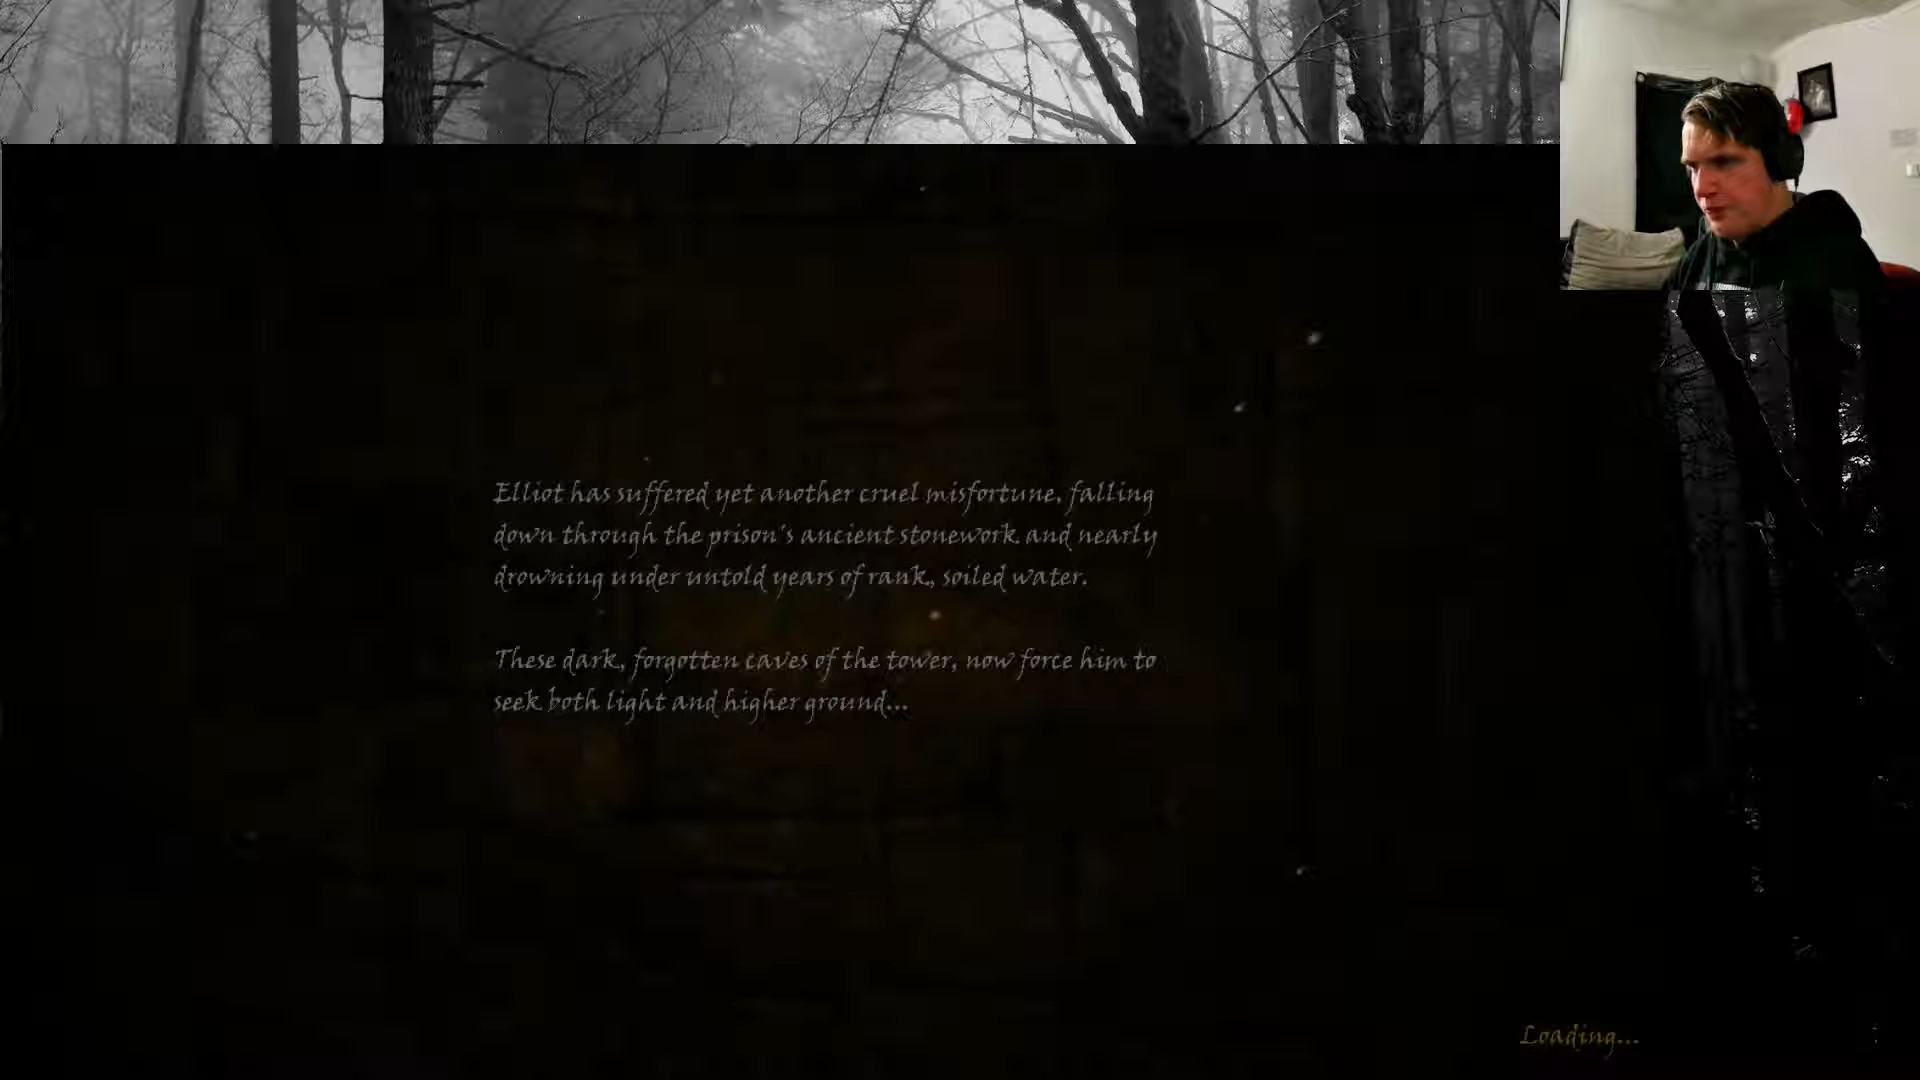 Elliot has suffered yet another cruel misfortune, falling
down through the prison's ancient stonework and nearly
drowning under untold years of rank, soiled water.
These dark, forgotten caves of the tower, now force him to
seek both light and higher ground...
Loading...